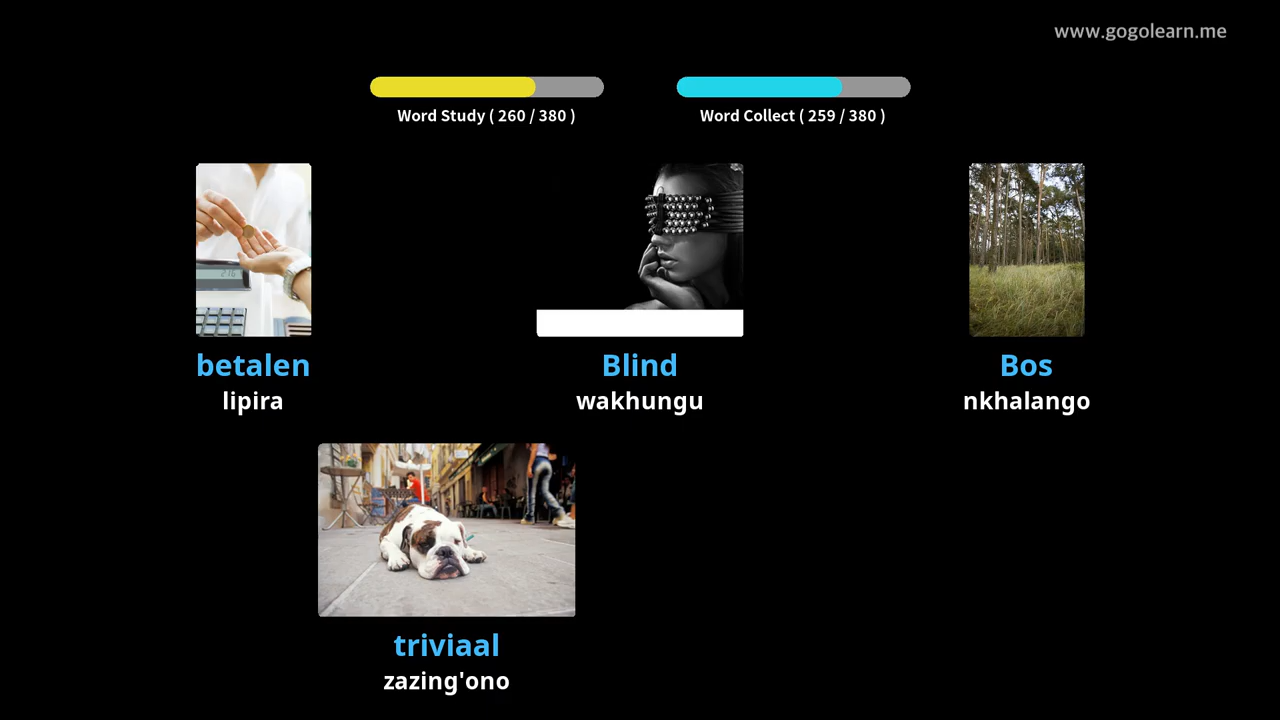 www.gogolearn.me
Word Study ( 260 / 380 )
Word Collect ( 259 / 380 )
betalen
lipira
Blind
wakhungu
Bos
nkhalango
triviaal
zazing'ono